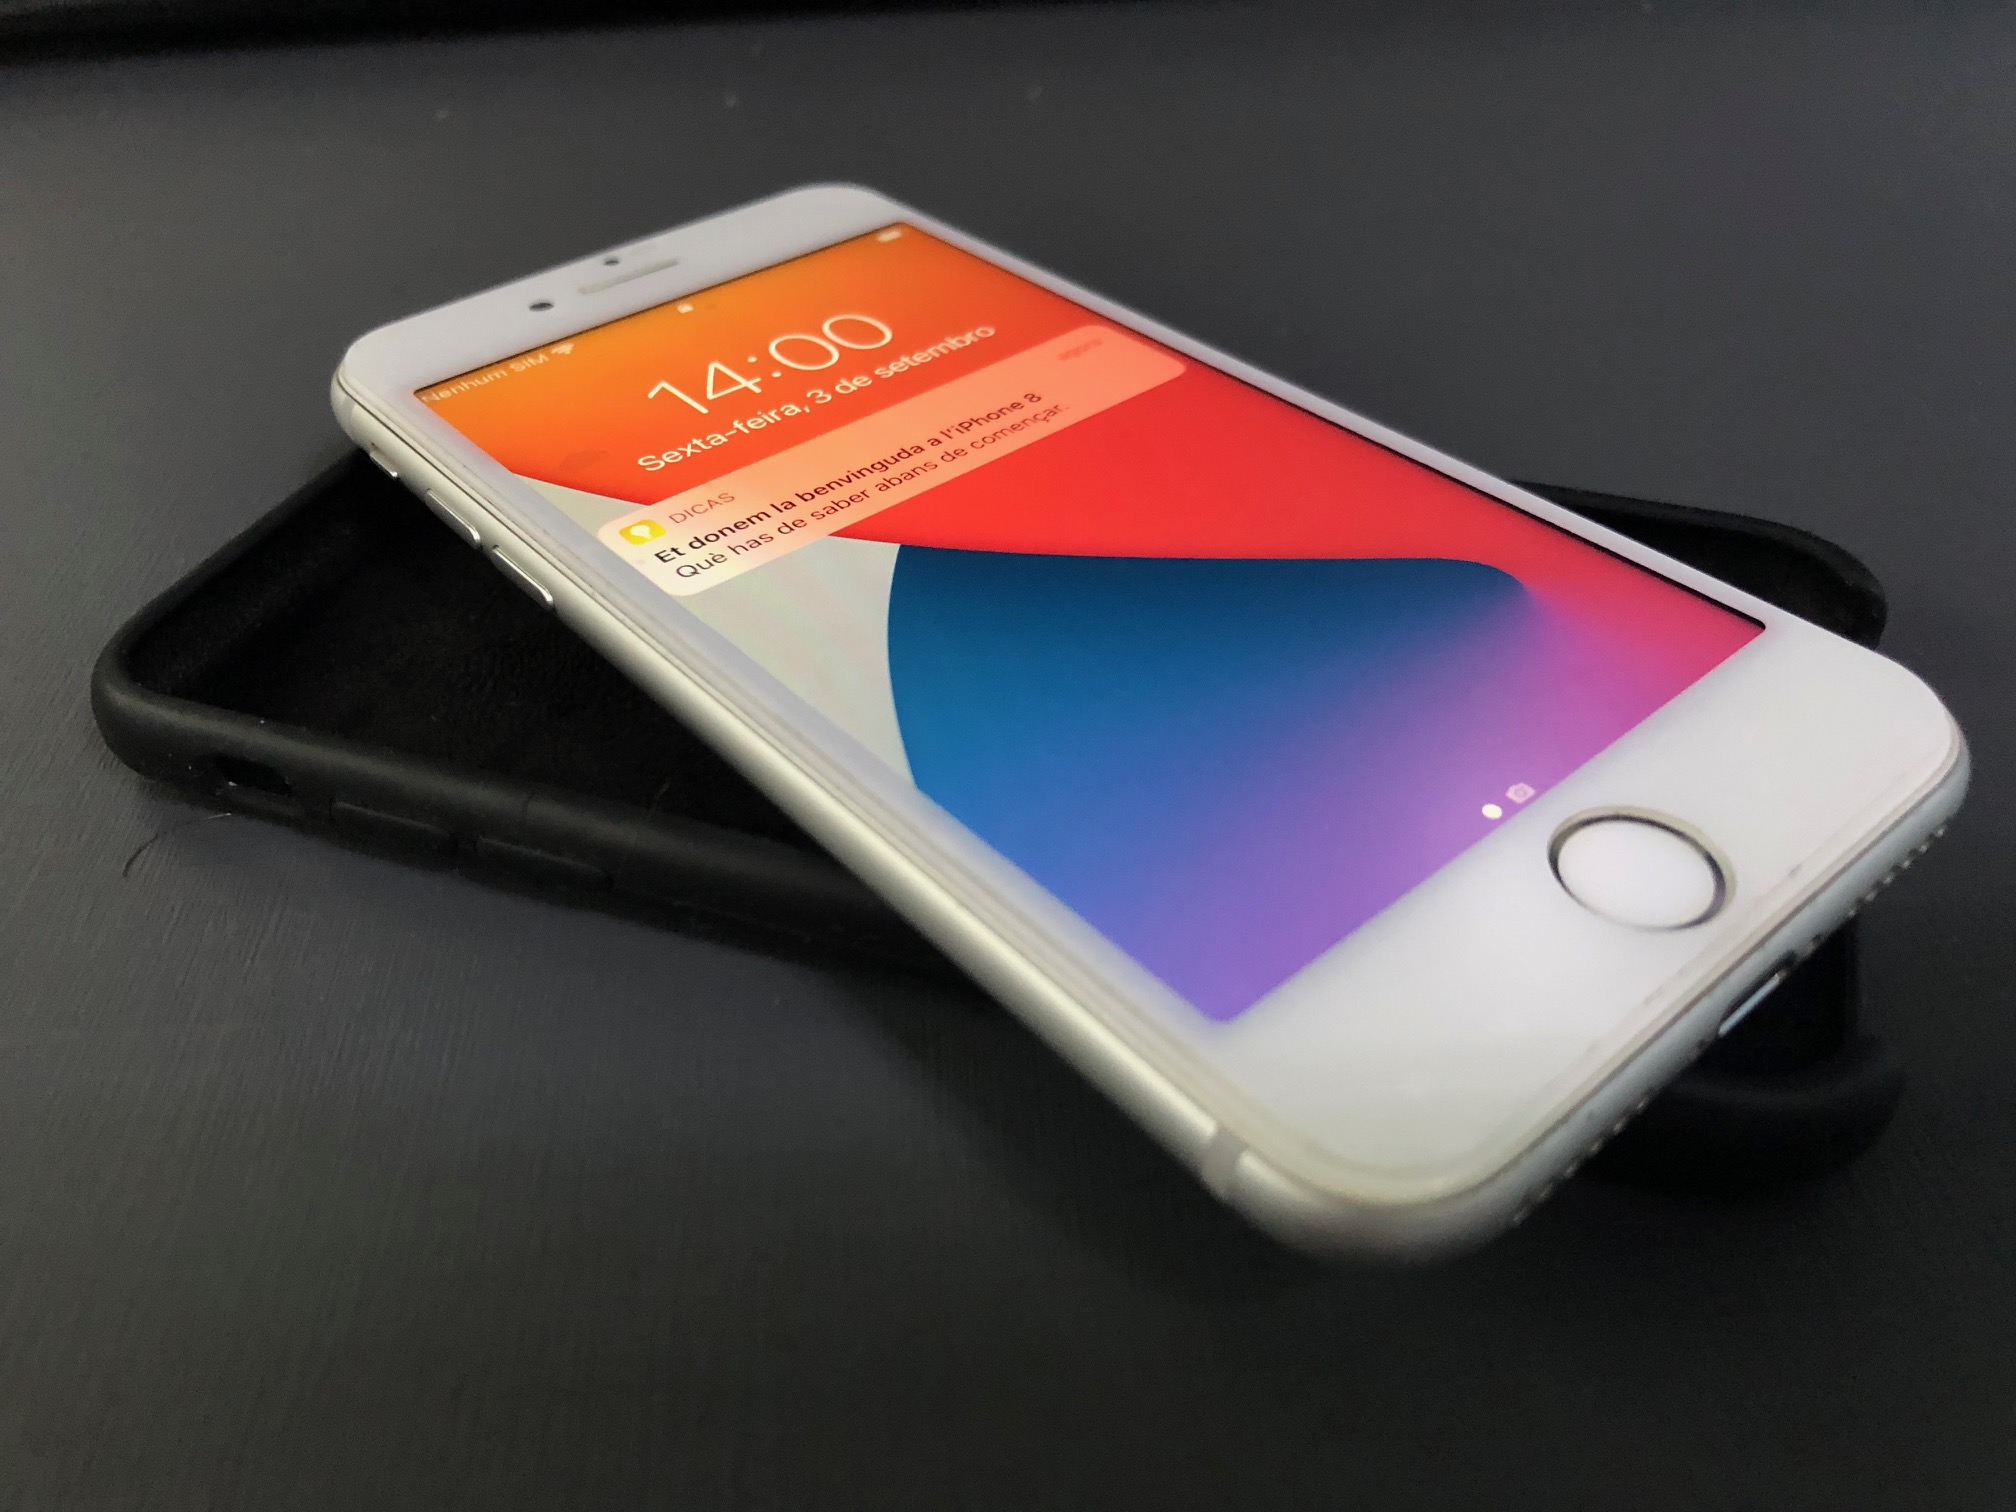 Nenhum SIM
14:00
Sexta-feira, 3 de setembro
DICAS
agora
Et donem la benvinguda a l'iPhone 8
Què has de saber abans de començar.